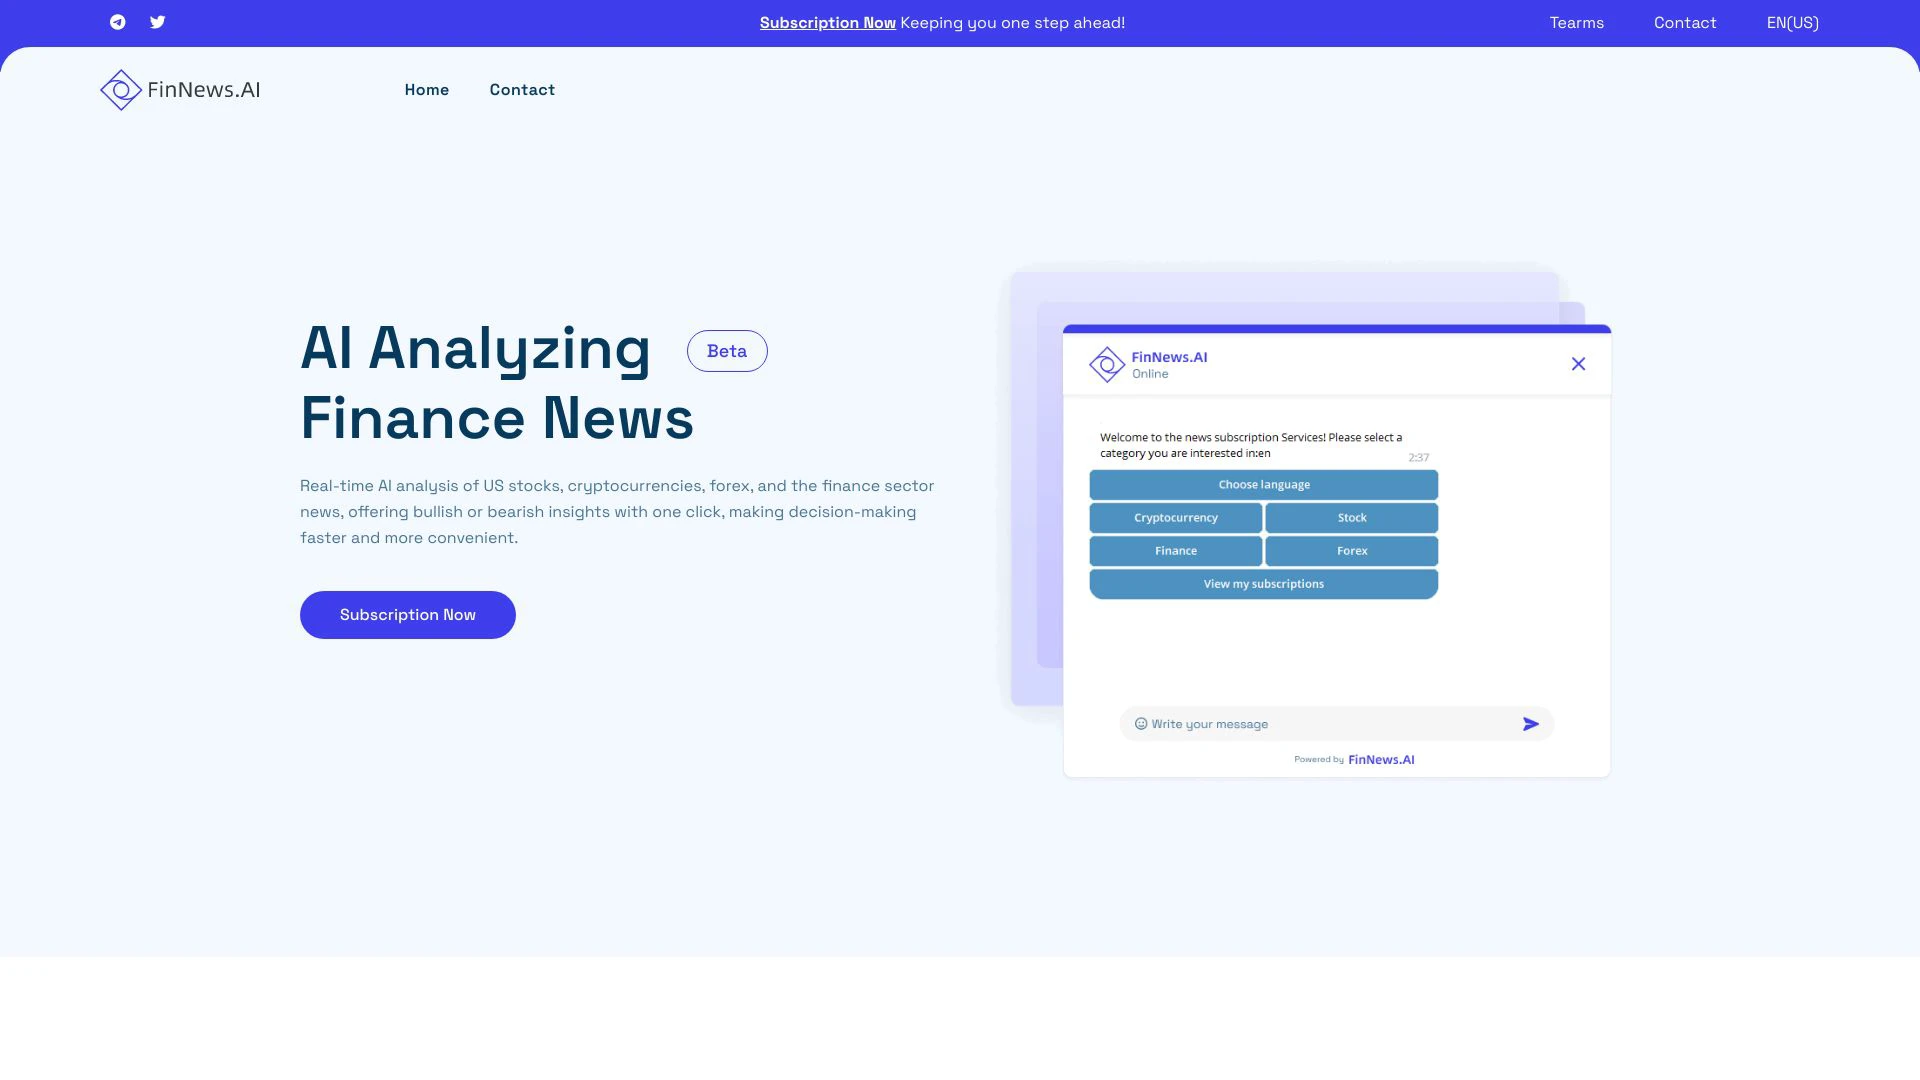 Subscription Now Keeping you one step ahead!
Tearms
Contact
EN(US)
FinNews.AI
Home
Contact
AI Analyzing
Beta
Finance News
Real-time AI analysis of US stocks, cryptocurrencies, forex, and the finance sector
news, offering bullish or bearish insights with one click, making decision-making
faster and more convenient.
Subscription Now
FinNews.AI
Online
Welcome to the news subscription Services! Please select a
category you are interested in:en
2:37
Choose language
Cryptocurrency
Stock
Finance
Forex
View my subscriptions
Write your message
Powered by FinNews.AI